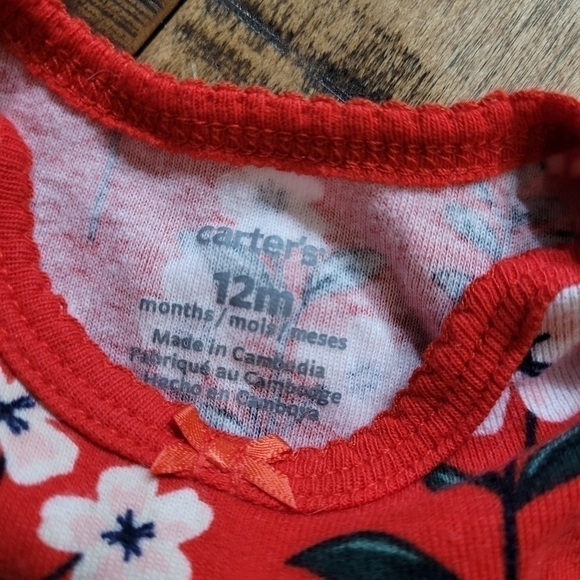 carter's
12m
months/mois/meses
Made in Cambodia
Fabriqué au Cambodge
Hecho en Camboya